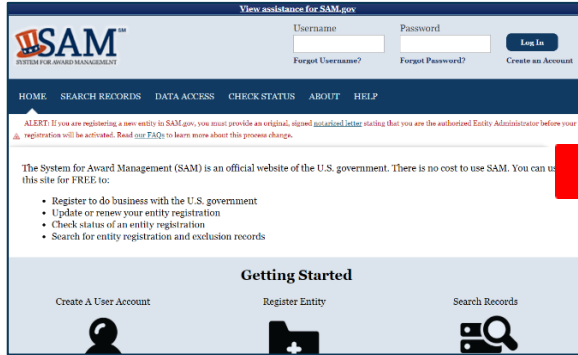 View assistance for SAM.gov
Username Password
SAM SM
SYSTEM FOR AWARD MANAGEMENT
Log In
Forgot Username? Forgot Password? Create an Account
HOME SEARCH RECORDS DATA ACCESS CHECK STATUS ABOUT HELP
ALERT: If you are registering a new entity in SAM.gov, you must provide an original, signed notarized letter stating that you are the authorized Entity Administrator before your
registration will be activated. Read our FAQs to learn more about this process change.
The System for Award Management (SAM) is an official website of the U.S. government. There is no cost to use SAM. You can
this site for FREE to:
• Register to do business with the U.S. government
• Update or renew your entity registration
• Check status of an entity registration
• Search for entity registration and exclusion records
Getting Started
Create A User Account Register Entity Search Records